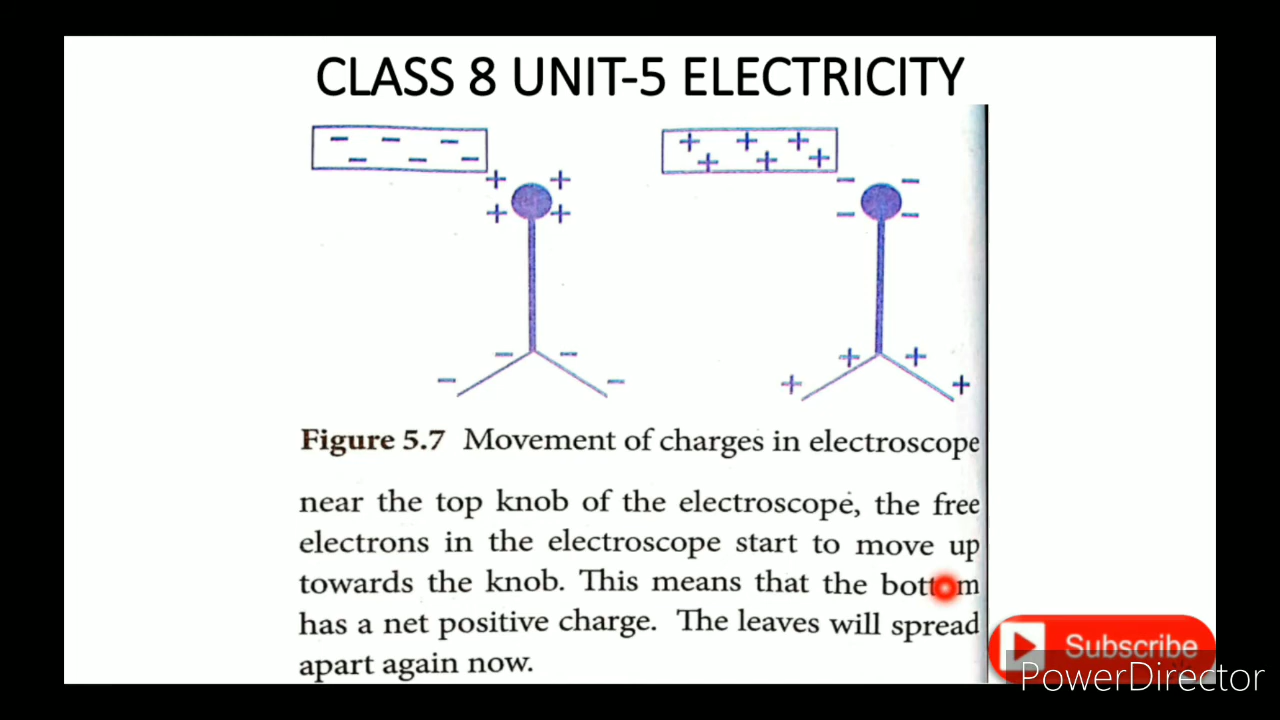 CLASS 8 UNIT-5 ELECTRICITY
Figure 5.7 Movement of charges in electroscope
near the top knob of the electroscope, the free
electrons in the electroscope start to move up
towards the knob. This means that the bottom
has a net positive charge. The leaves will spread
apart again now.
Subscribe
PowerDirector